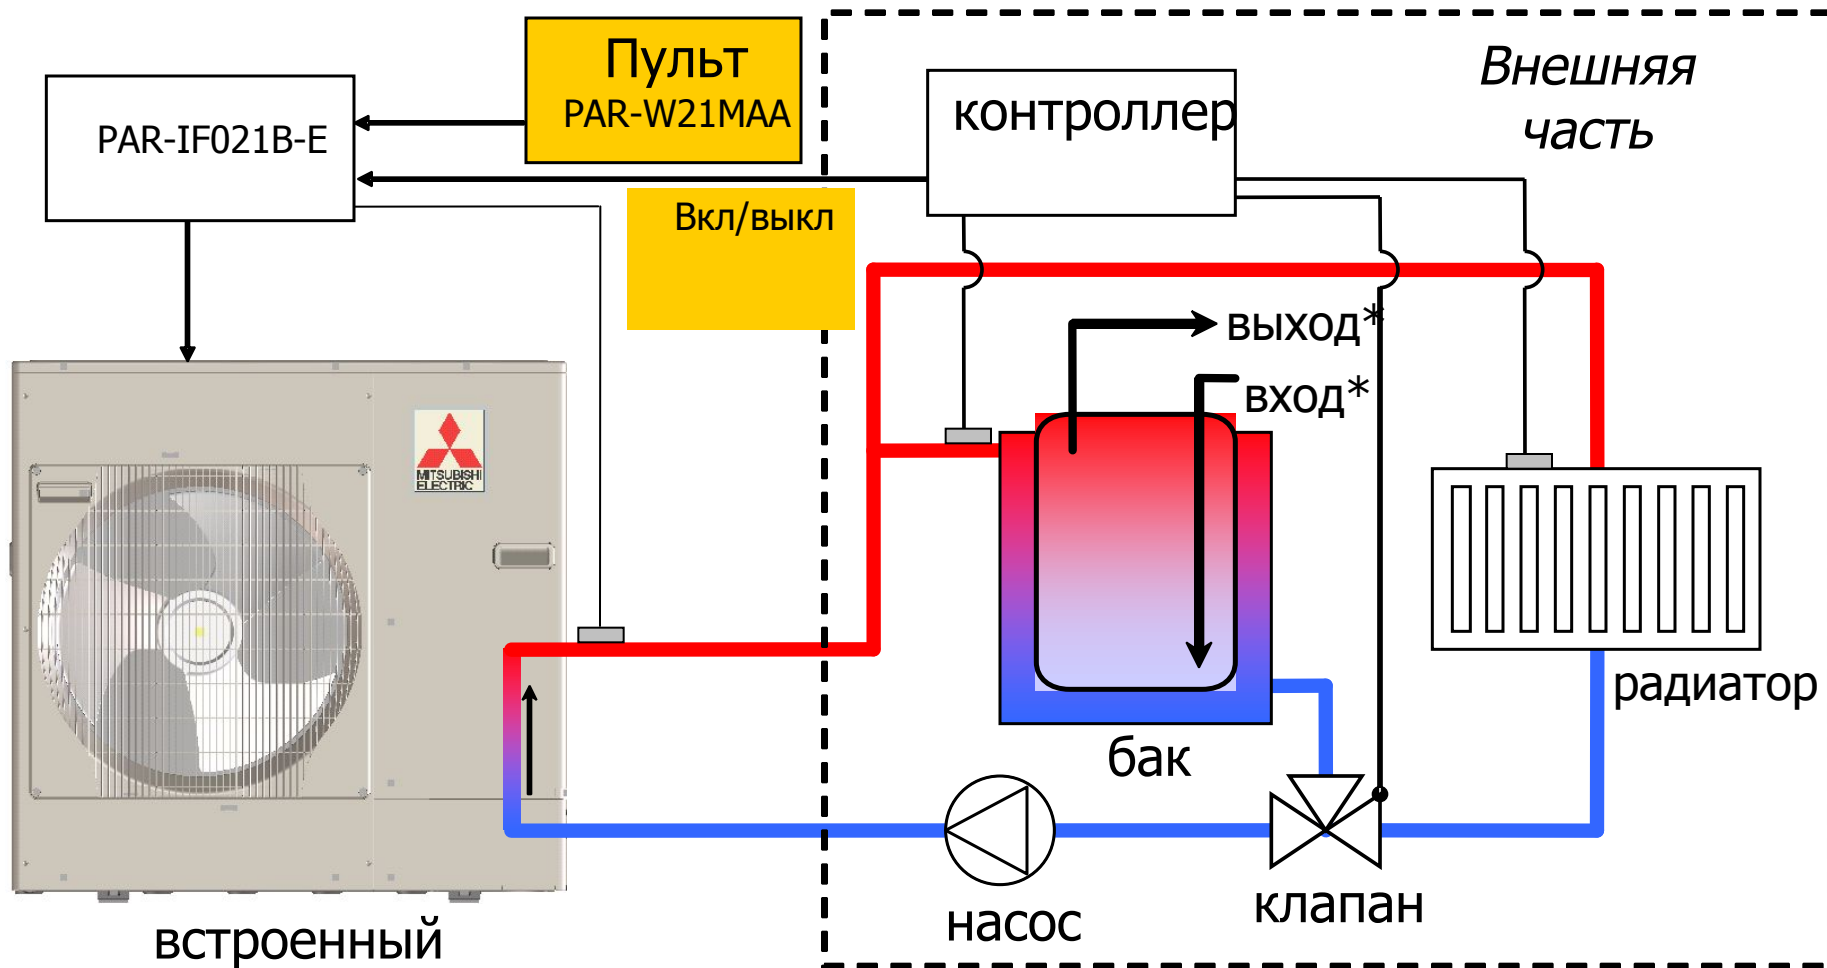 Пульт
PAR-W21MAA
Внешняя
часть
контроллер
PAR-IF021B-E
Вкл/выкл
выход*
вход*
MITSUBISHI
ELECTRIC
радиатор
бак
клапан
насос
встроенный